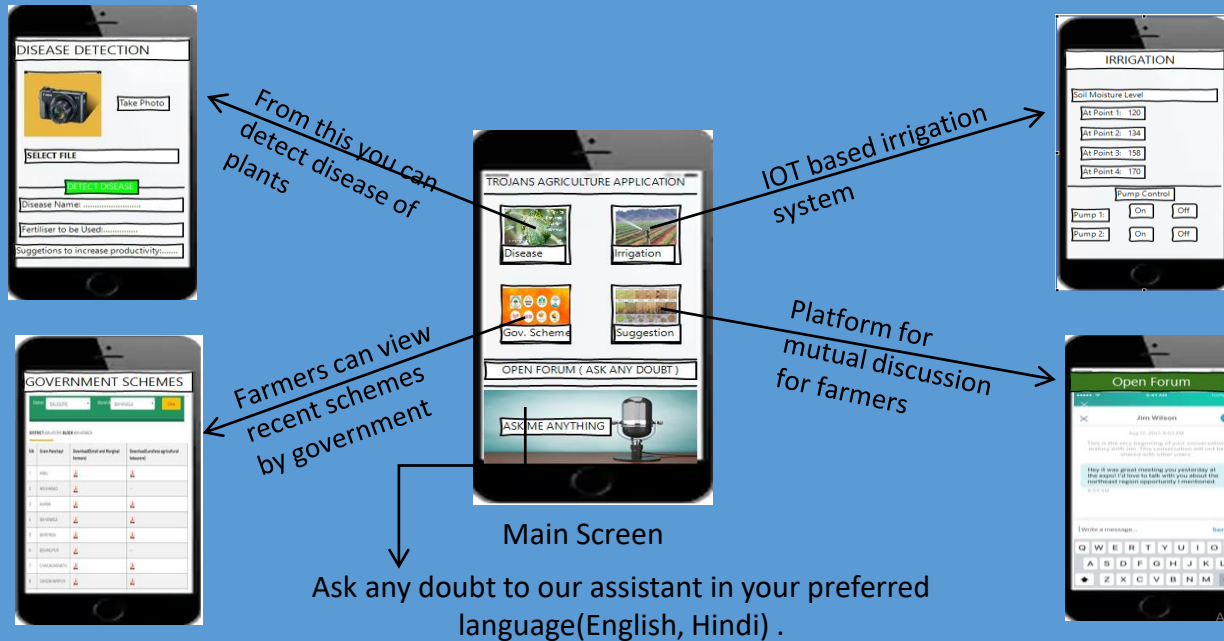 DISEASE DETECTION
Take Photo
SELECT FILE
DETECT DISEASE
Disease Name: ........................
Fertiliser to be Used:..............
Suggetions to increase productivity:.......
From this you can
detect disease of
plants
TROJANS AGRICULTURE APPLICATION
Disease
Irrigation
Gov. Scheme
Suggestion
OPEN FORUM ( ASK ANY DOUBT )
ASK ME ANYTHING
Main Screen
IOT based irrigation
system
IRRIGATION
Soil Moisture Level
At Point 1: 120
At Point 2: 134
At Point 3: 158
At Point 4: 170
Pump Control
Pump 1: On Off
Pump 2: On Off
GOVERNMENT SCHEMES
Farmers can view
recent schemes
by government
Platform for
mutual discussion
for farmers
Open Forum
Jim Wilson
Hey it was great meeting you yesterday at
the expo! I'd love to talk with you about the
northeast region opportunity I mentioned.
Write a message...
Q W E R T Y U I O
A S D F G H J K L
Z X C V B N M
Ask any doubt to our assistant in your preferred
language(English, Hindi) .